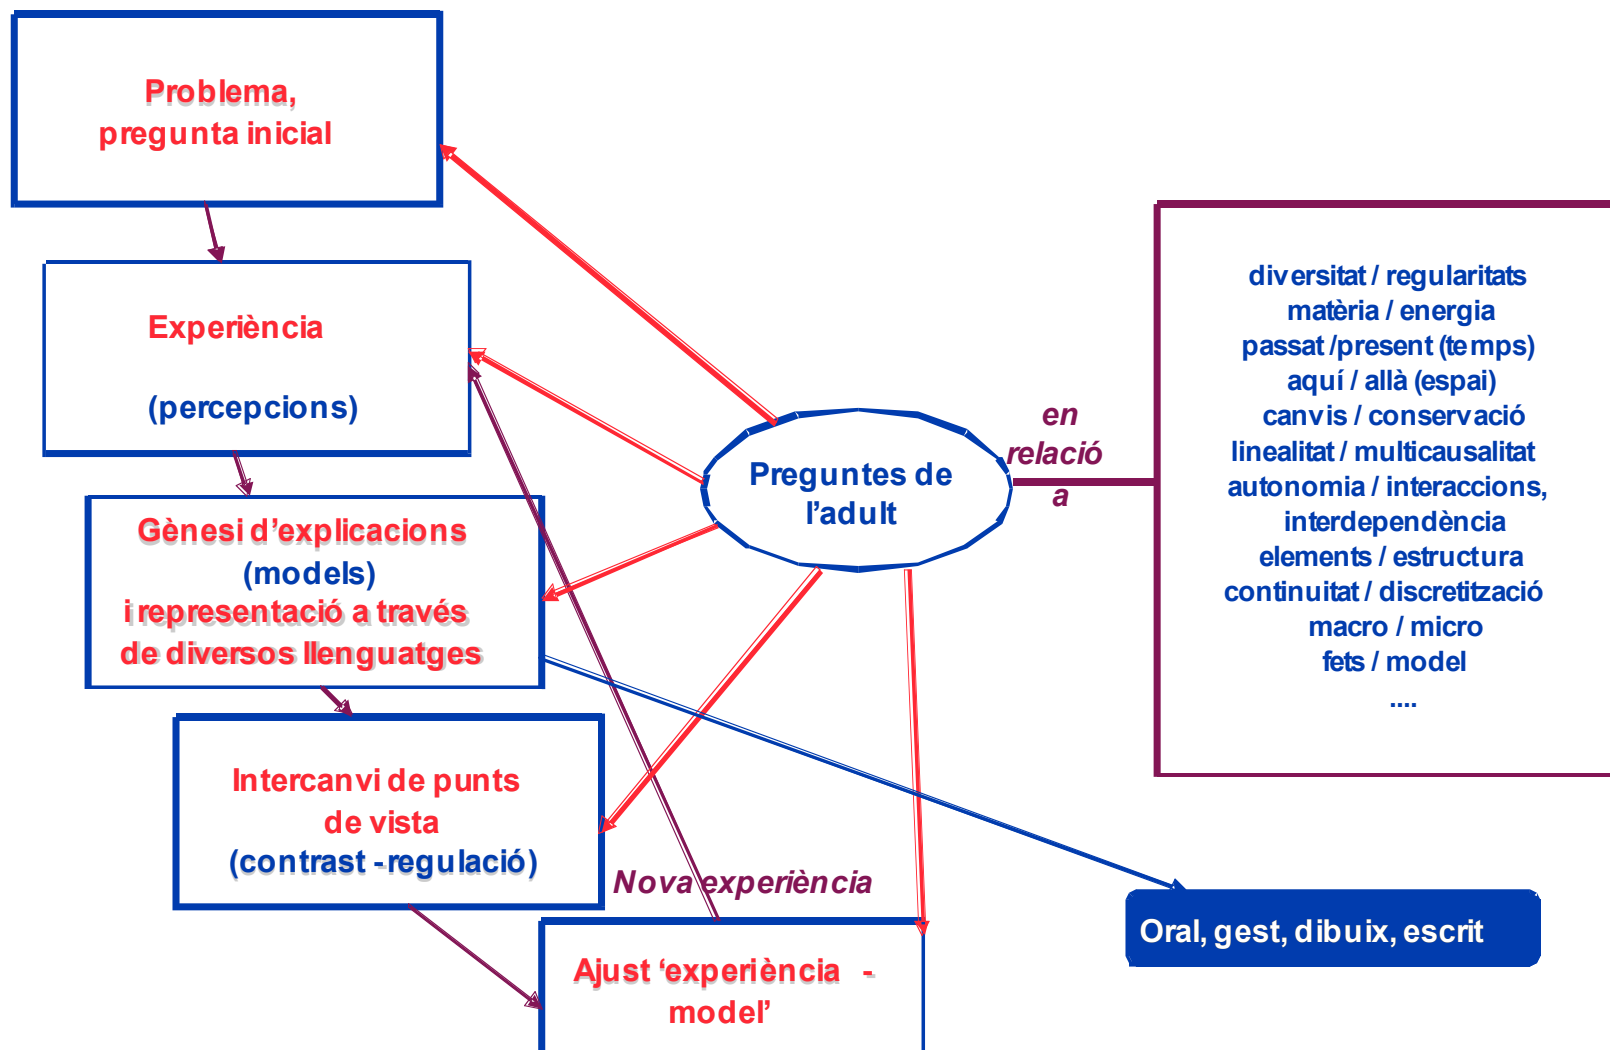 Problema,
pregunta inicial
Experiència
(percepcions)
Gènesi d’explicacions
(models)
i representació a través
de diversos llenguatges
Intercanvi de punts
de vista
(contrast -regulació)
Nova experiència
Ajust ‘experiència -
model’
Preguntes de
l’adult
en
relació
a
diversitat / regularitats
matèria / energia
passat /present (temps)
aquí / allà (espai)
canvis / conservació
linealitat / multicausalitat
autonomia / interaccions,
interdependència
elements / estructura
continuitat / discretització
macro / micro
fets / model
....
Oral, gest, dibuix, escrit